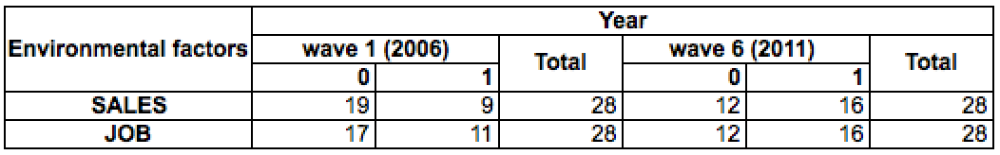 Year
Environmental factors wave 1 (2006) Total wave 6 (2011) Total
0 1 0 1
SALES 19 9 28 12 16 28
JOB 17 11 28 12 16 28